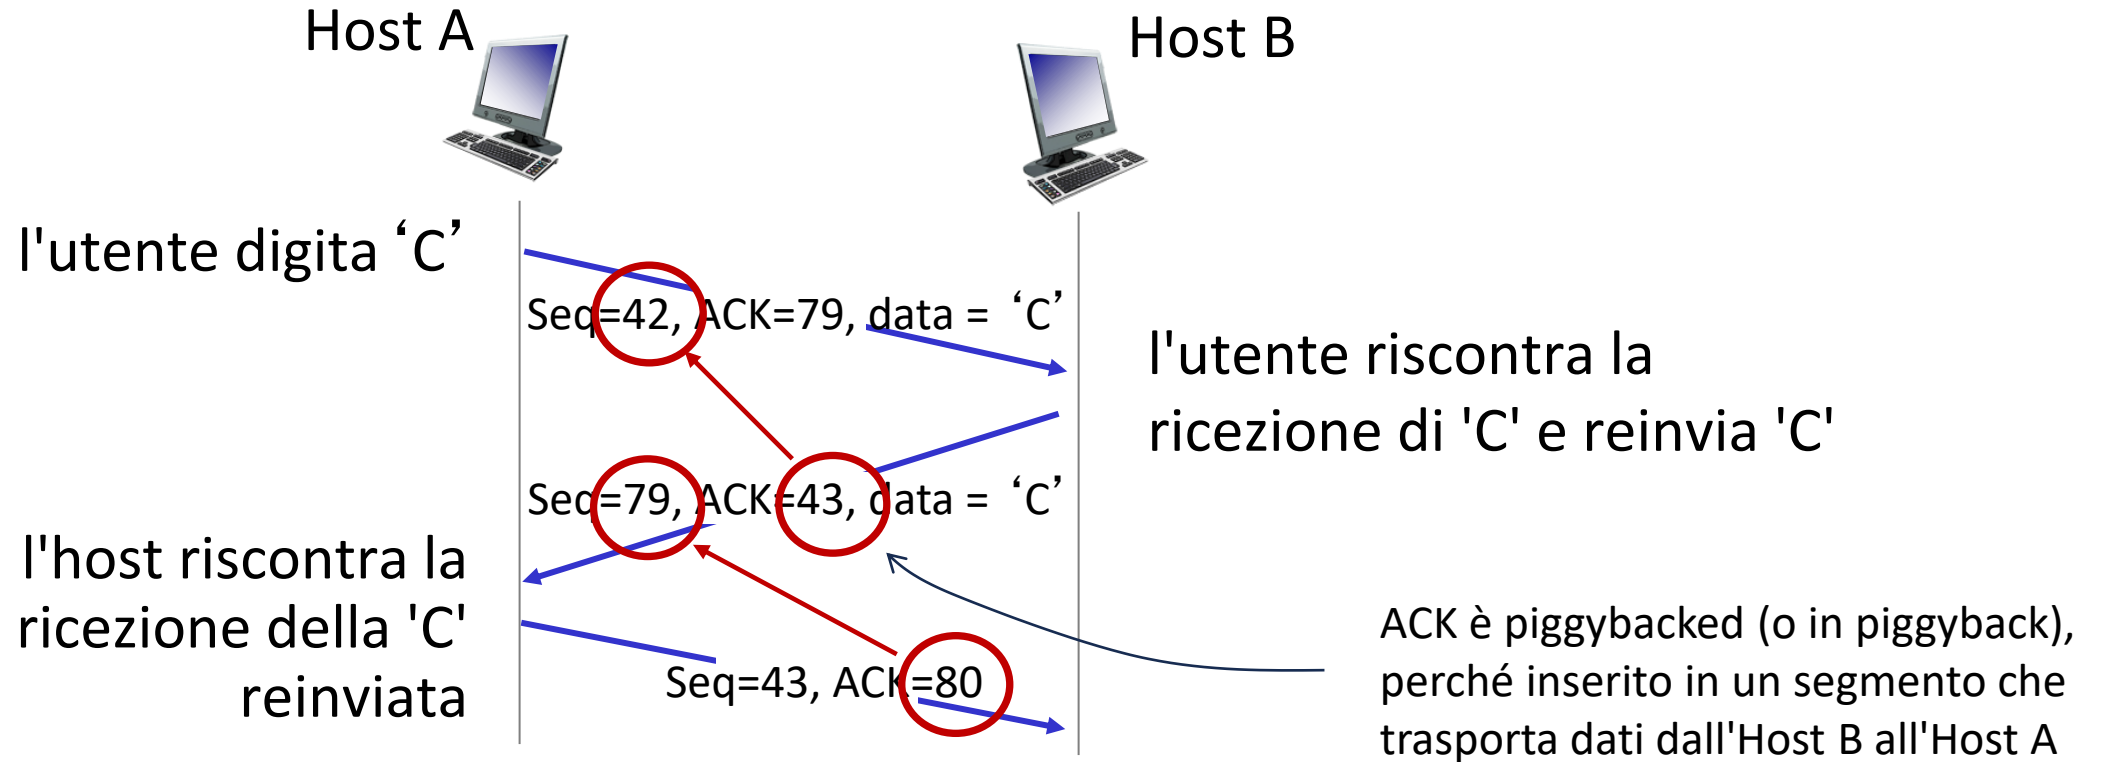 Host A
Host B
l'utente digita ‘C’
Seq=42, ACK=79, data = ‘C’
l'utente riscontra la
ricezione di 'C' e reinvia 'C'
Seq=79, ACK=43, data = ‘C’
l'host riscontra la
ricezione della 'C'
reinviata
Seq=43, ACK=80
ACK è piggybacked (o in piggyback),
perché inserito in un segmento che
trasporta dati dall'Host B all'Host A